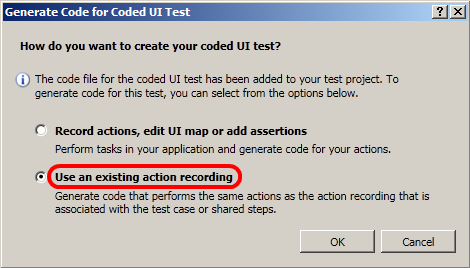 Generate Code for Coded UI Test
How do you want to create your coded UI test?
The code file for the coded UI test has been added to your test project. To
generate code for this test, you can select from the options below.
Record actions, edit UI map or add assertions
Perform tasks in your application and generate code for your actions.
Use an existing action recording
Generate code that performs the same actions as the action recording that is
associated with the test case or shared steps.
OK Cancel